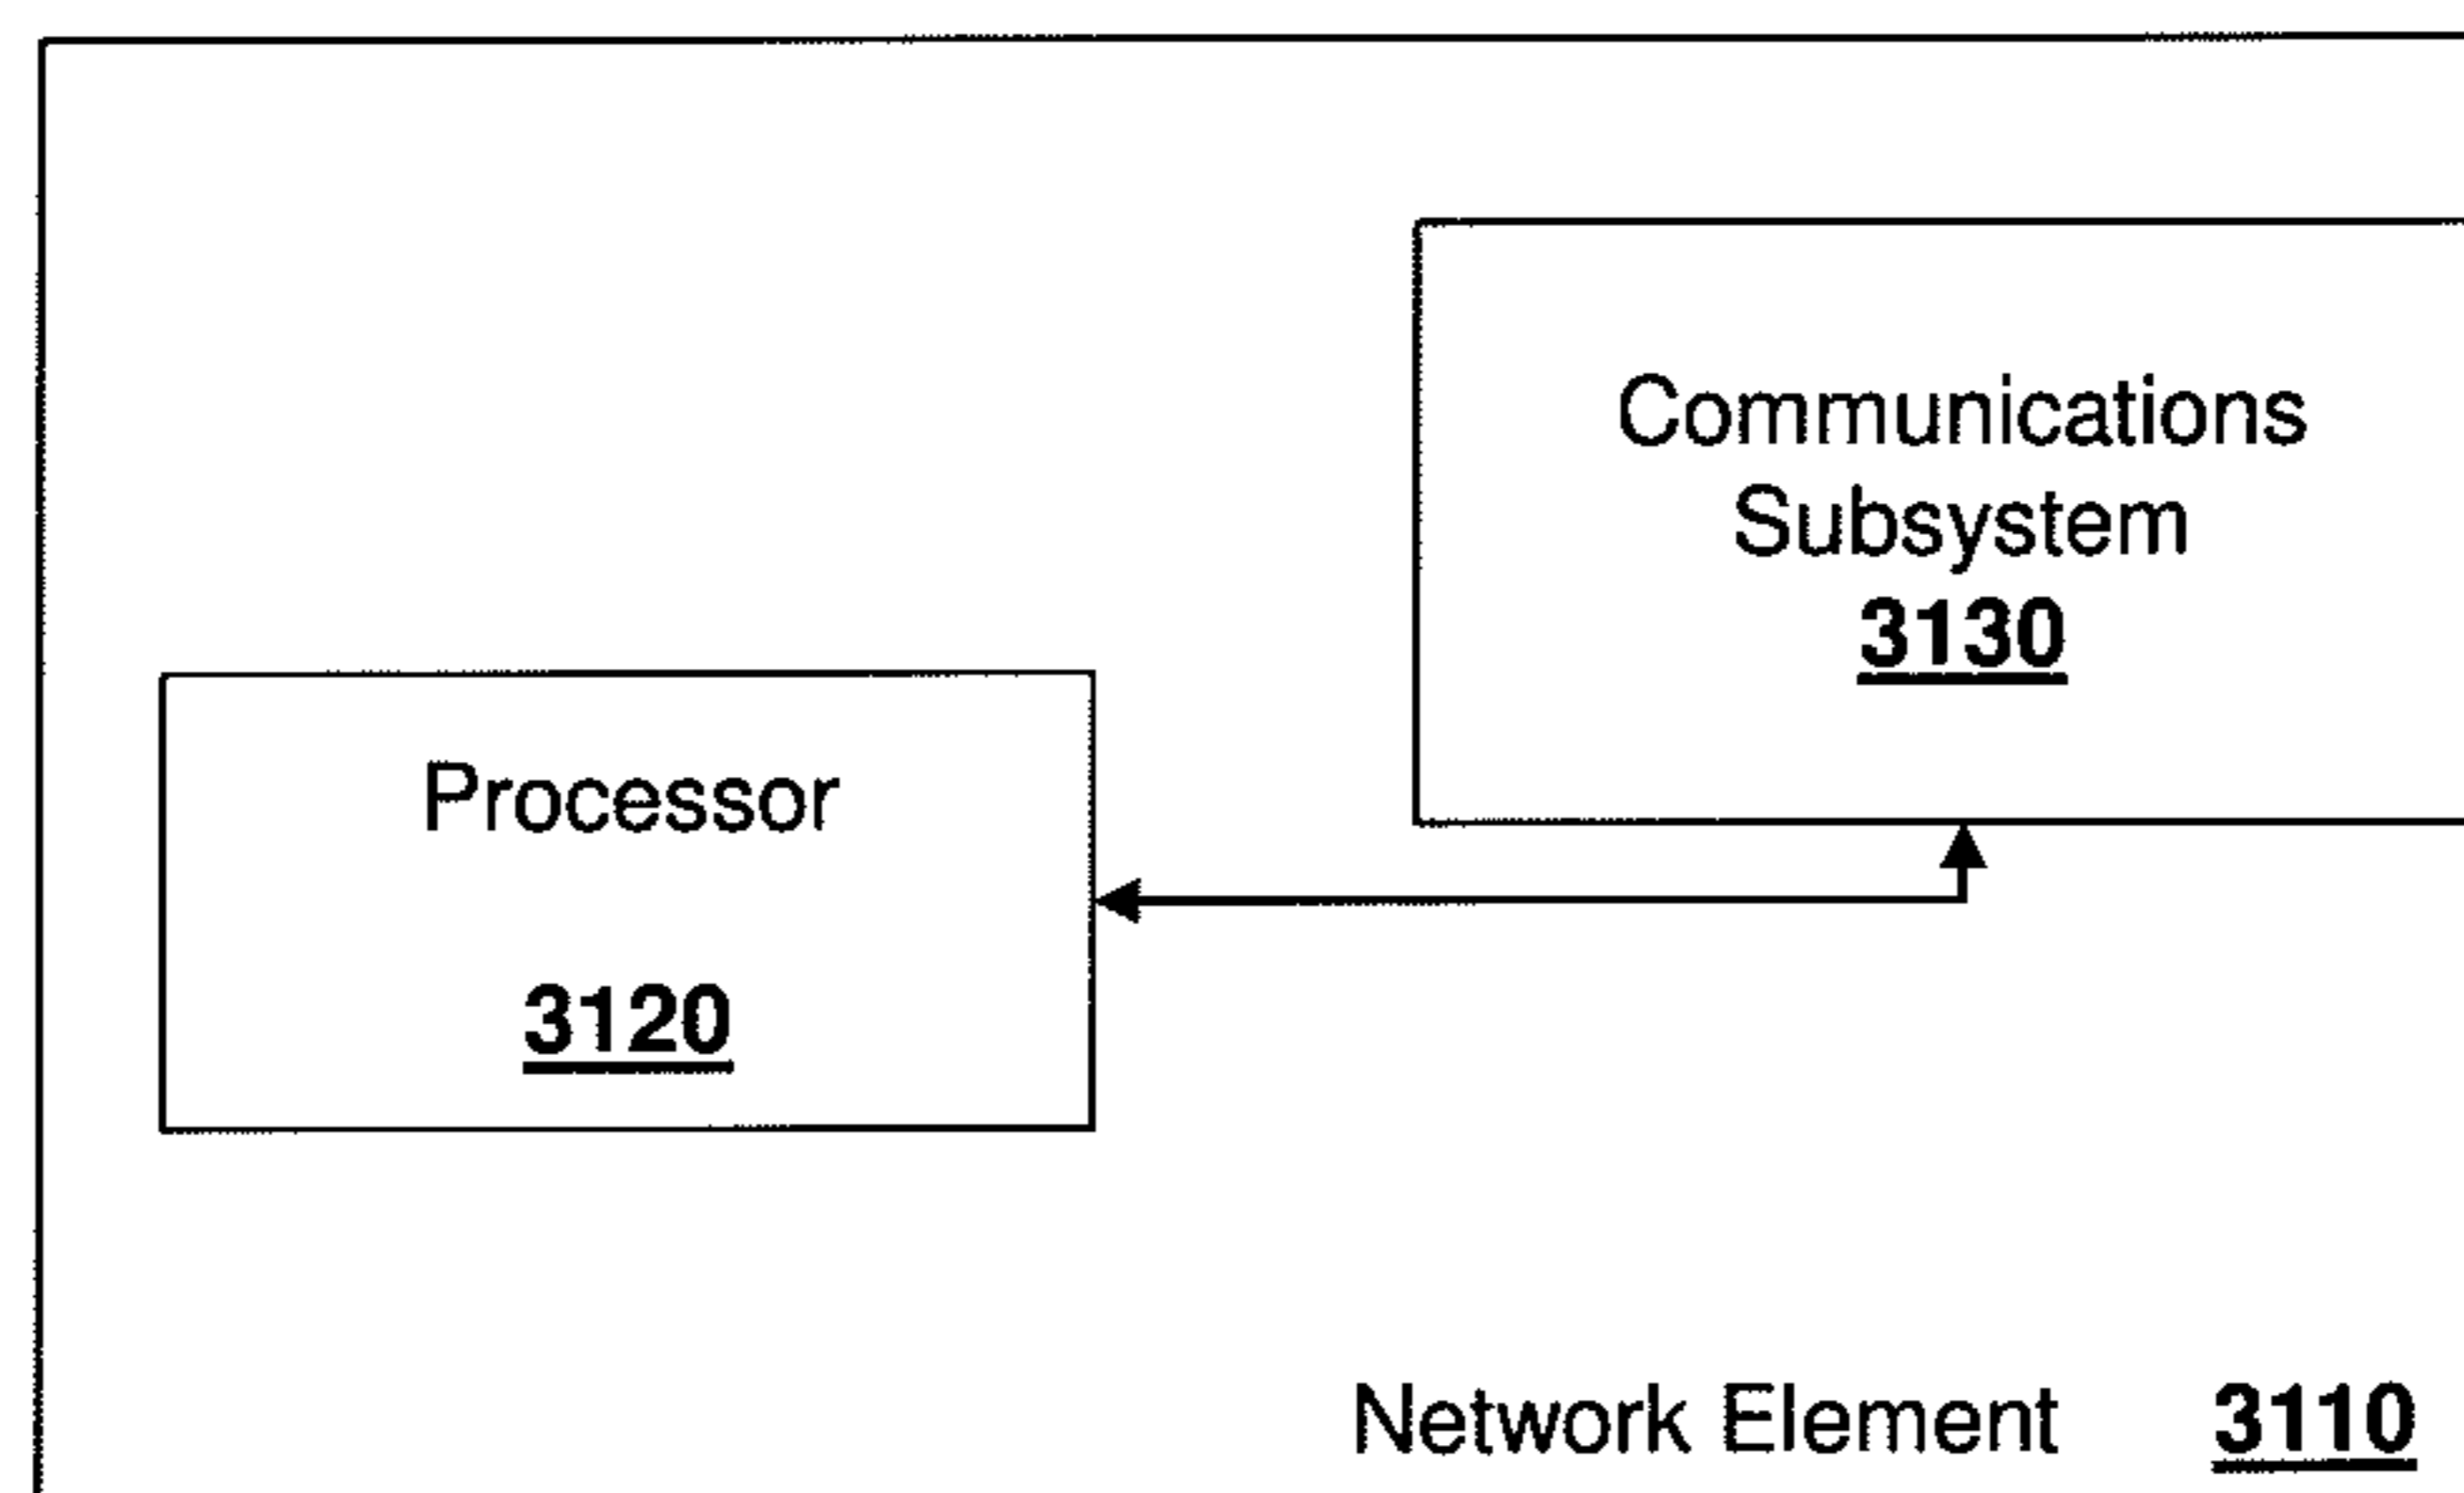 Communications
Subsystem
3130
Processor
3120
Network Element 3110